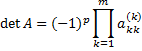 det A = (−1)^p ∏_{k=1}^{m} a_{kk}^{(k)}